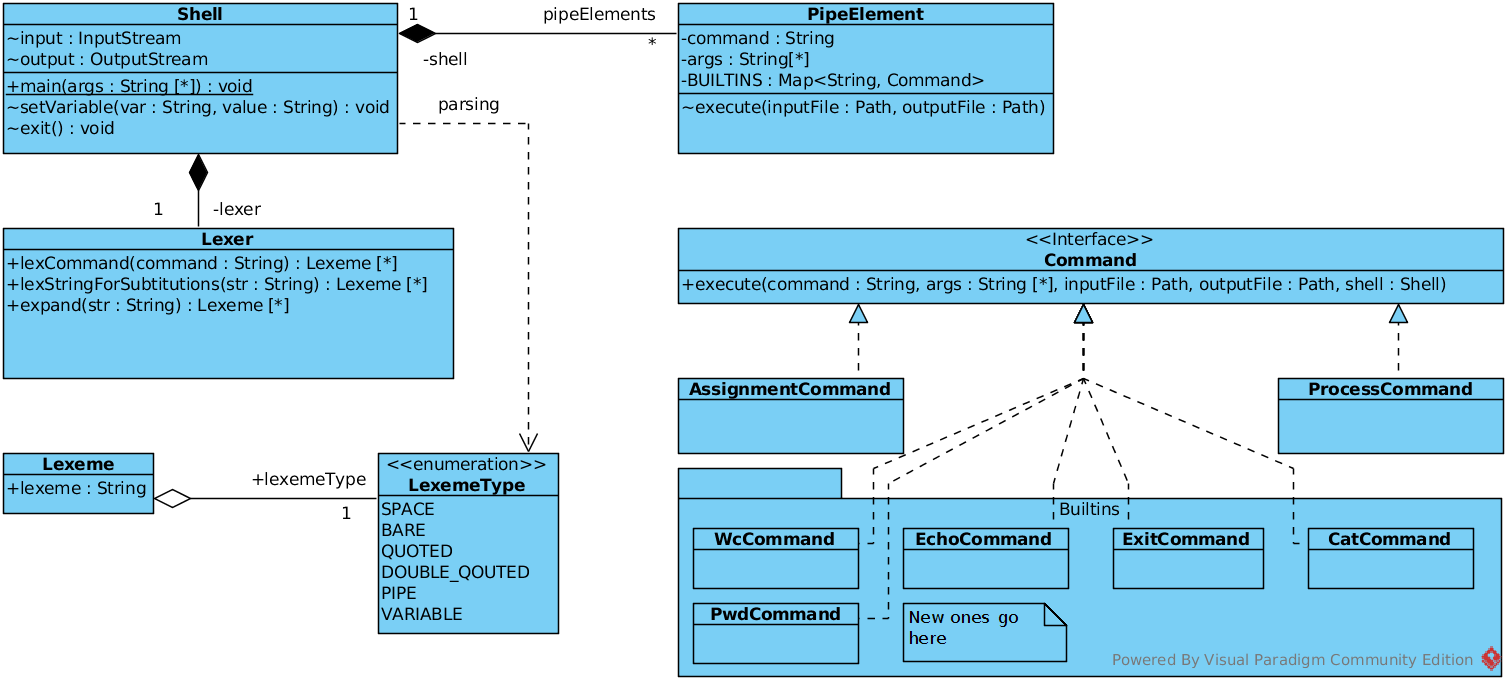 Shell
~input : InputStream
~output : OutputStream
+main(args : String [*]) : void
~setVariable(var : String, value : String) : void
~exit() : void
1
pipeElements
*
-shell
parsing
PipeElement
-command : String
-args : String[*]
-BUILTINS : Map<String, Command>
~execute(inputFile : Path, outputFile : Path)
1
-lexer
Lexer
+lexCommand(command : String) : Lexeme [*]
+lexStringForSubtitutions(str : String) : Lexeme [*]
+expand(str : String) : Lexeme [*]
<<Interface>>
Command
+execute(command : String, args : String [*], inputFile : Path, outputFile : Path, shell : Shell)
AssignmentCommand
ProcessCommand
Lexeme
+lexeme : String
+lexemeType
1
<<enumeration>>
LexemeType
SPACE
BARE
QUOTED
DOUBLE_QOUTED
PIPE
VARIABLE
Builtins
WcCommand
EchoCommand
ExitCommand
CatCommand
PwdCommand
New ones go
here
Powered By Visual Paradigm Community Edition